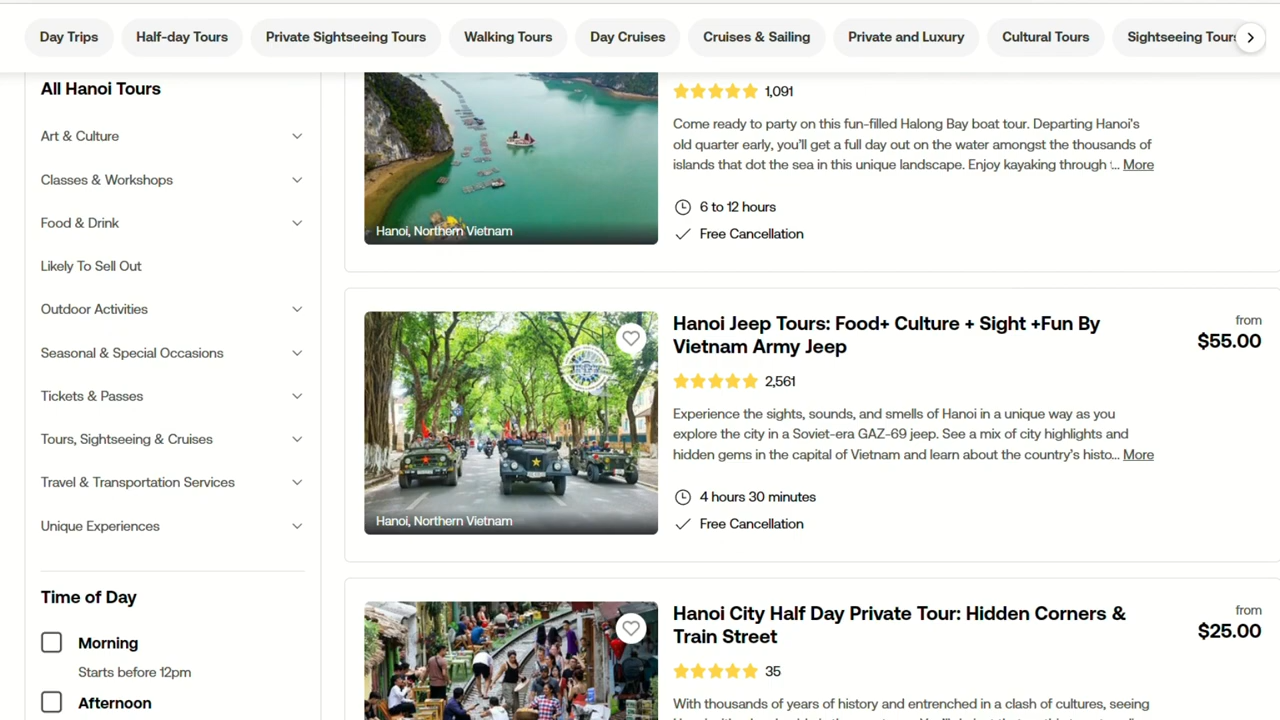 Day Trips
Half-day Tours
Private Sightseeing Tours
Walking Tours
Day Cruises
Cruises & Sailing
Private and Luxury
Cultural Tours
Sightseeing Tours
All Hanoi Tours
Art & Culture
Classes & Workshops
Food & Drink
Likely To Sell Out
Outdoor Activities
Seasonal & Special Occasions
Tickets & Passes
Tours, Sightseeing & Cruises
Travel & Transportation Services
Unique Experiences
Time of Day
Morning
Starts before 12pm
Afternoon
Hanoi, Northern Vietnam
1,091
Come ready to party on this fun-filled Halong Bay boat tour. Departing Hanoi's
old quarter early, you'll get a full day out on the water amongst the thousands of
islands that dot the sea in this unique landscape. Enjoy kayaking through ... More
6 to 12 hours
Free Cancellation
Hanoi, Northern Vietnam
Hanoi Jeep Tours: Food+ Culture + Sight +Fun By
Vietnam Army Jeep
from
$55.00
2,561
Experience the sights, sounds, and smells of Hanoi in a unique way as you
explore the city in a Soviet-era GAZ-69 jeep. See a mix of city highlights and
hidden gems in the capital of Vietnam and learn about the country's histo... More
4 hours 30 minutes
Free Cancellation
Hanoi City Half Day Private Tour: Hidden Corners &
Train Street
from
$25.00
35
With thousands of years of history and entrenched in a clash of cultures, seeing